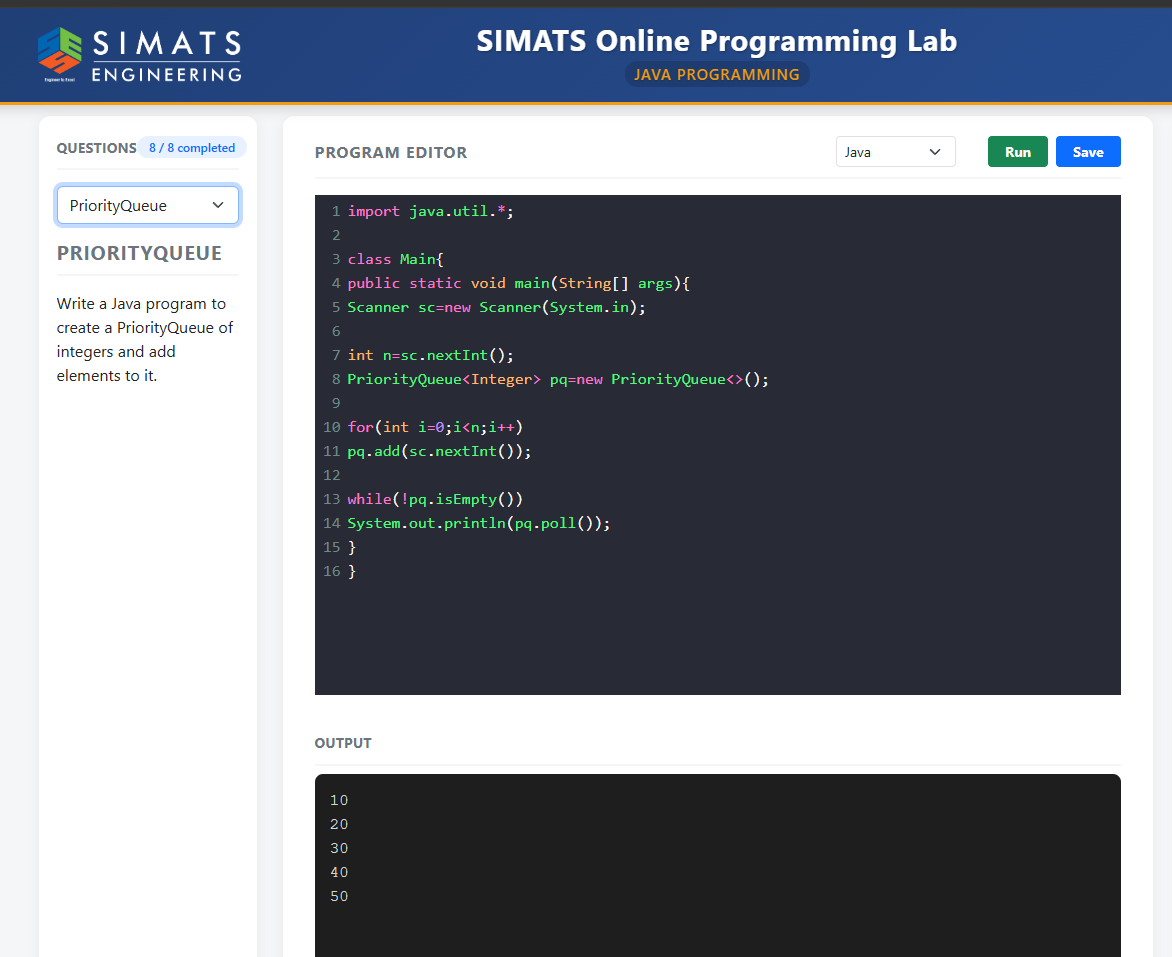 SIMATS
ENGINEERING
Engineer to Excel
SIMATS Online Programming Lab
JAVA PROGRAMMING
QUESTIONS 8 / 8 completed
PriorityQueue
PRIORITYQUEUE
Write a Java program to
create a PriorityQueue of
integers and add
elements to it.
PROGRAM EDITOR
Java
Run
Save
1 import java.util.*;
2
3 class Main{
4 public static void main(String[] args){
5 Scanner sc=new Scanner(System.in);
6
7 int n=sc.nextInt();
8 PriorityQueue<Integer> pq=new PriorityQueue<>();
9
10 for(int i=0;i<n;i++)
11 pq.add(sc.nextInt());
12
13 while(!pq.isEmpty())
14 System.out.println(pq.poll());
15 }
16 }
OUTPUT
10
20
30
40
50